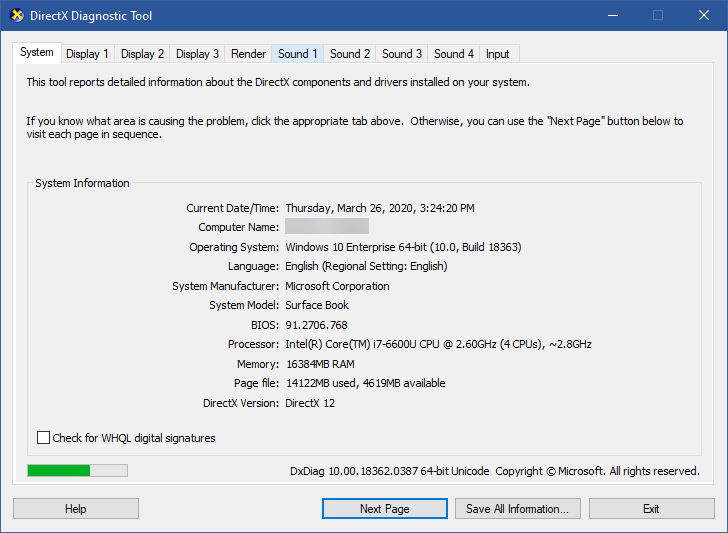 DirectX Diagnostic Tool
System Display 1 Display 2 Display 3 Render Sound 1 Sound 2 Sound 3 Sound 4 Input
This tool reports detailed information about the DirectX components and drivers installed on your system.
If you know what area is causing the problem, click the appropriate tab above.  Otherwise, you can use the "Next Page" button below to
visit each page in sequence.
System Information
Current Date/Time: Thursday, March 26, 2020, 3:24:20 PM
Computer Name:
Operating System: Windows 10 Enterprise 64-bit (10.0, Build 18363)
Language: English (Regional Setting: English)
System Manufacturer: Microsoft Corporation
System Model: Surface Book
BIOS: 91.2706.768
Processor: Intel(R) Core(TM) i7-6600U CPU @ 2.60GHz (4 CPUs), ~2.8GHz
Memory: 16384MB RAM
Page file: 14122MB used, 4619MB available
DirectX Version: DirectX 12
Check for WHQL digital signatures
DxDiag 10.00.18362.0387 64-bit Unicode  Copyright © Microsoft. All rights reserved.
Help Next Page Save All Information... Exit